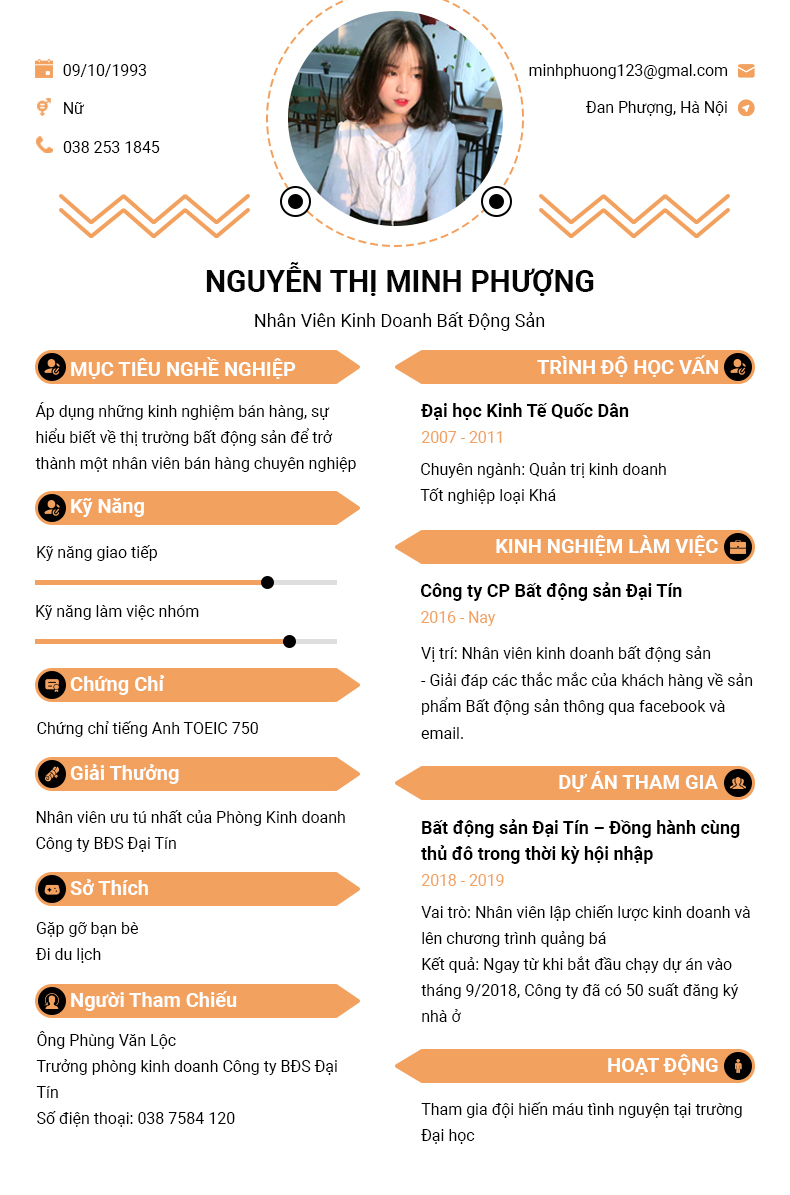 09/10/1993
Nữ
038 253 1845
minhphuong123@gmal.com
Đan Phượng, Hà Nội
NGUYỄN THỊ MINH PHƯỢNG
Nhân Viên Kinh Doanh Bất Động Sản
MỤC TIÊU NGHỀ NGHIỆP
Áp dụng những kinh nghiệm bán hàng, sự
hiểu biết về thị trường bất động sản để trở
thành một nhân viên bán hàng chuyên nghiệp
Kỹ Năng
Kỹ năng giao tiếp
Kỹ năng làm việc nhóm
Chứng Chỉ
Chứng chỉ tiếng Anh TOEIC 750
Giải Thưởng
Nhân viên ưu tú nhất của Phòng Kinh doanh
Công ty BĐS Đại Tín
Sở Thích
Gặp gỡ bạn bè
Đi du lịch
Người Tham Chiếu
Ông Phùng Văn Lộc
Trưởng phòng kinh doanh Công ty BĐS Đại
Tín
Số điện thoại: 038 7584 120
TRÌNH ĐỘ HỌC VẤN
Đại học Kinh Tế Quốc Dân
2007 - 2011
Chuyên ngành: Quản trị kinh doanh
Tốt nghiệp loại Khá
KINH NGHIỆM LÀM VIỆC
Công ty CP Bất động sản Đại Tín
2016 - Nay
Vị trí: Nhân viên kinh doanh bất động sản
- Giải đáp các thắc mắc của khách hàng về sản
phẩm Bất động sản thông qua facebook và
email.
DỰ ÁN THAM GIA
Bất động sản Đại Tín – Đồng hành cùng
thủ đô trong thời kỳ hội nhập
2018 - 2019
Vai trò: Nhân viên lập chiến lược kinh doanh và
lên chương trình quảng bá
Kết quả: Ngay từ khi bắt đầu chạy dự án vào
tháng 9/2018, Công ty đã có 50 suất đăng ký
nhà ở
HOẠT ĐỘNG
Tham gia đội hiến máu tình nguyện tại trường
Đại học